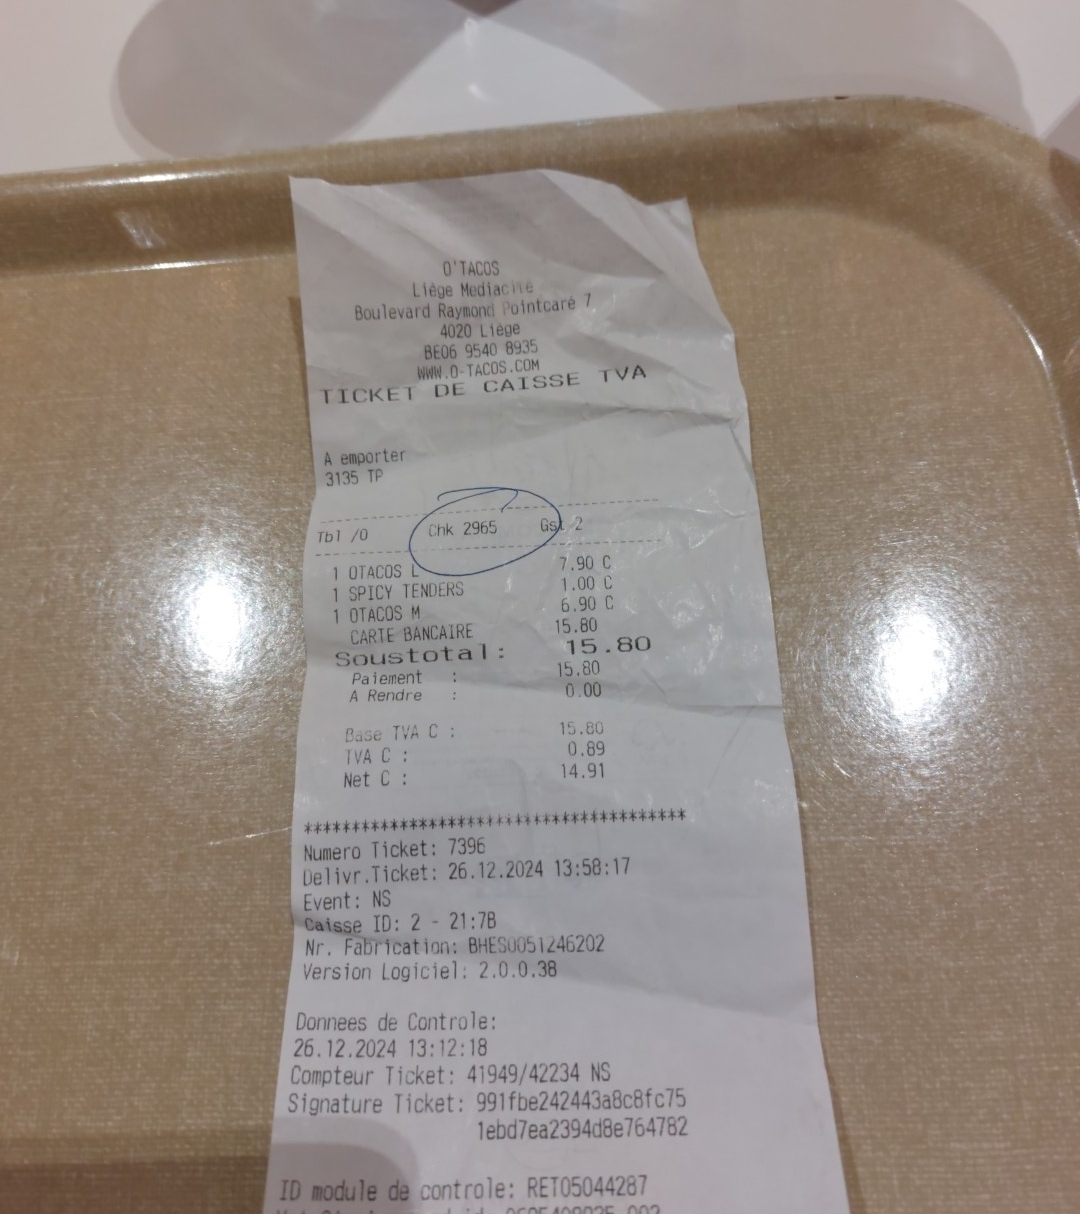 O'TACOS
Liège Mediacité
Boulevard Raymond Pointcaré 7
4020 Liège
BE06 9540 8935
WWW.O-TACOS.COM
TICKET DE CAISSE TVA
A emporter
3135 TP
Tbl /0 Chk 2965 Gst 2
1 OTACOS L 7.90 C
1 SPICY TENDERS 1.00 C
1 OTACOS M 6.90 C
CARTE BANCAIRE 15.80
Soustotal: 15.80
Paiement : 15.80
A Rendre : 0.00
Base TVA C : 15.80
TVA C : 0.89
Net C : 14.91
****************************************
Numero Ticket: 7396
Delivr.Ticket: 26.12.2024 13:58:17
Event: NS
Caisse ID: 2 - 21:7B
Nr. Fabrication: BHES0051246202
Version Logiciel: 2.0.0.38
Donnees de Controle:
26.12.2024 13:12:18
Compteur Ticket: 41949/42234 NS
Signature Ticket: 991fbe242443a8c8fc75
1ebd7ea2394d8e764782
ID module de controle: RET05044287